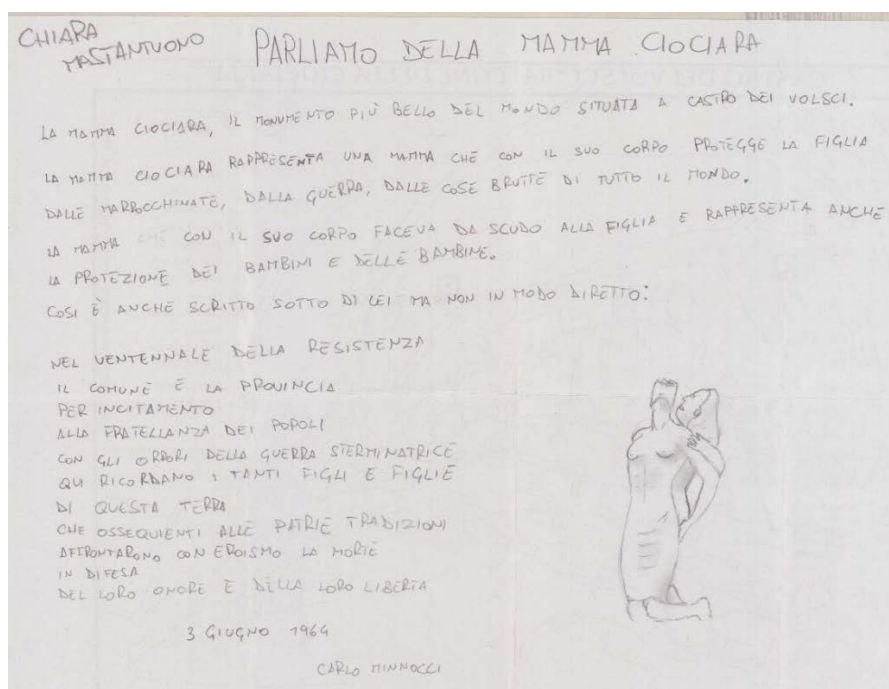 CHIARA
MASTANTUONO
PARLIAMO DELLA MAMMA CIOCIARA
LA MAMMA CIOCIARA, IL MONUMENTO PIÙ BELLO DEL MONDO SITUATA A CASTRO DEI VOLSCI.
LA MAMMA CIOCIARA RAPPRESENTA UNA MAMMA CHE CON IL SUO CORPO PROTEGGE LA FIGLIA
DALLE MARROCCHINATE, DALLA GUERRA, DALLE COSE BRUTTE DI TUTTO IL MONDO.
LA MAMMA CHE CON IL SUO CORPO FACEVA DA SCUDO ALLA FIGLIA E RAPPRESENTA ANCHE
LA PROTEZIONE DEI BAMBINI E DELLE BAMBINE.
COSI È ANCHE SCRITTO SOTTO DI LEI MA NON IN MODO DIRETTO:
NEL VENTENNALE DELLA RESISTENZA
IL COMUNE E LA PROVINCIA
PER INCITAMENTO
ALLA FRATELLANZA DEI POPOLI
CON GLI ORRORI DELLA GUERRA STERMINATRICE
QUI RICORDANO I TANTI FIGLI E FIGLIE
DI QUESTA TERRA
CHE OSSEQUIENTI ALLE PATRIE TRADIZIONI
AFFRONTARONO CON EROISMO LA MORTE
IN DIFESA
DEL LORO ONORE E DELLA LORO LIBERTA
3 GIUGNO 1964
CARLO MINNOCCI